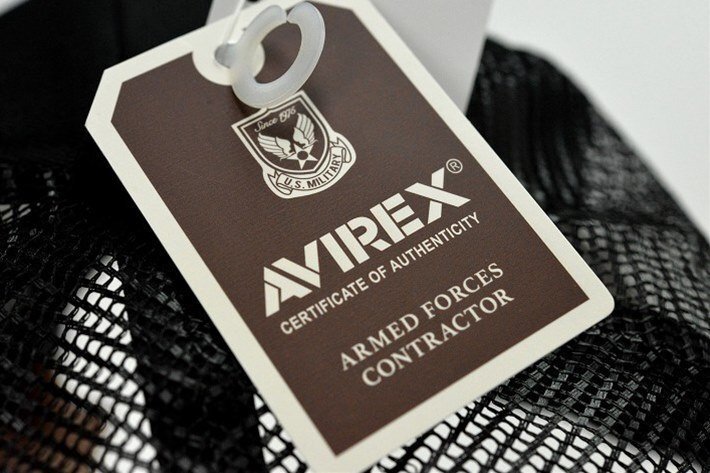 Since 1975
U.S. MILITARY
AVIREX®
CERTIFICATE OF AUTHENTICITY
ARMED FORCES
CONTRACTOR